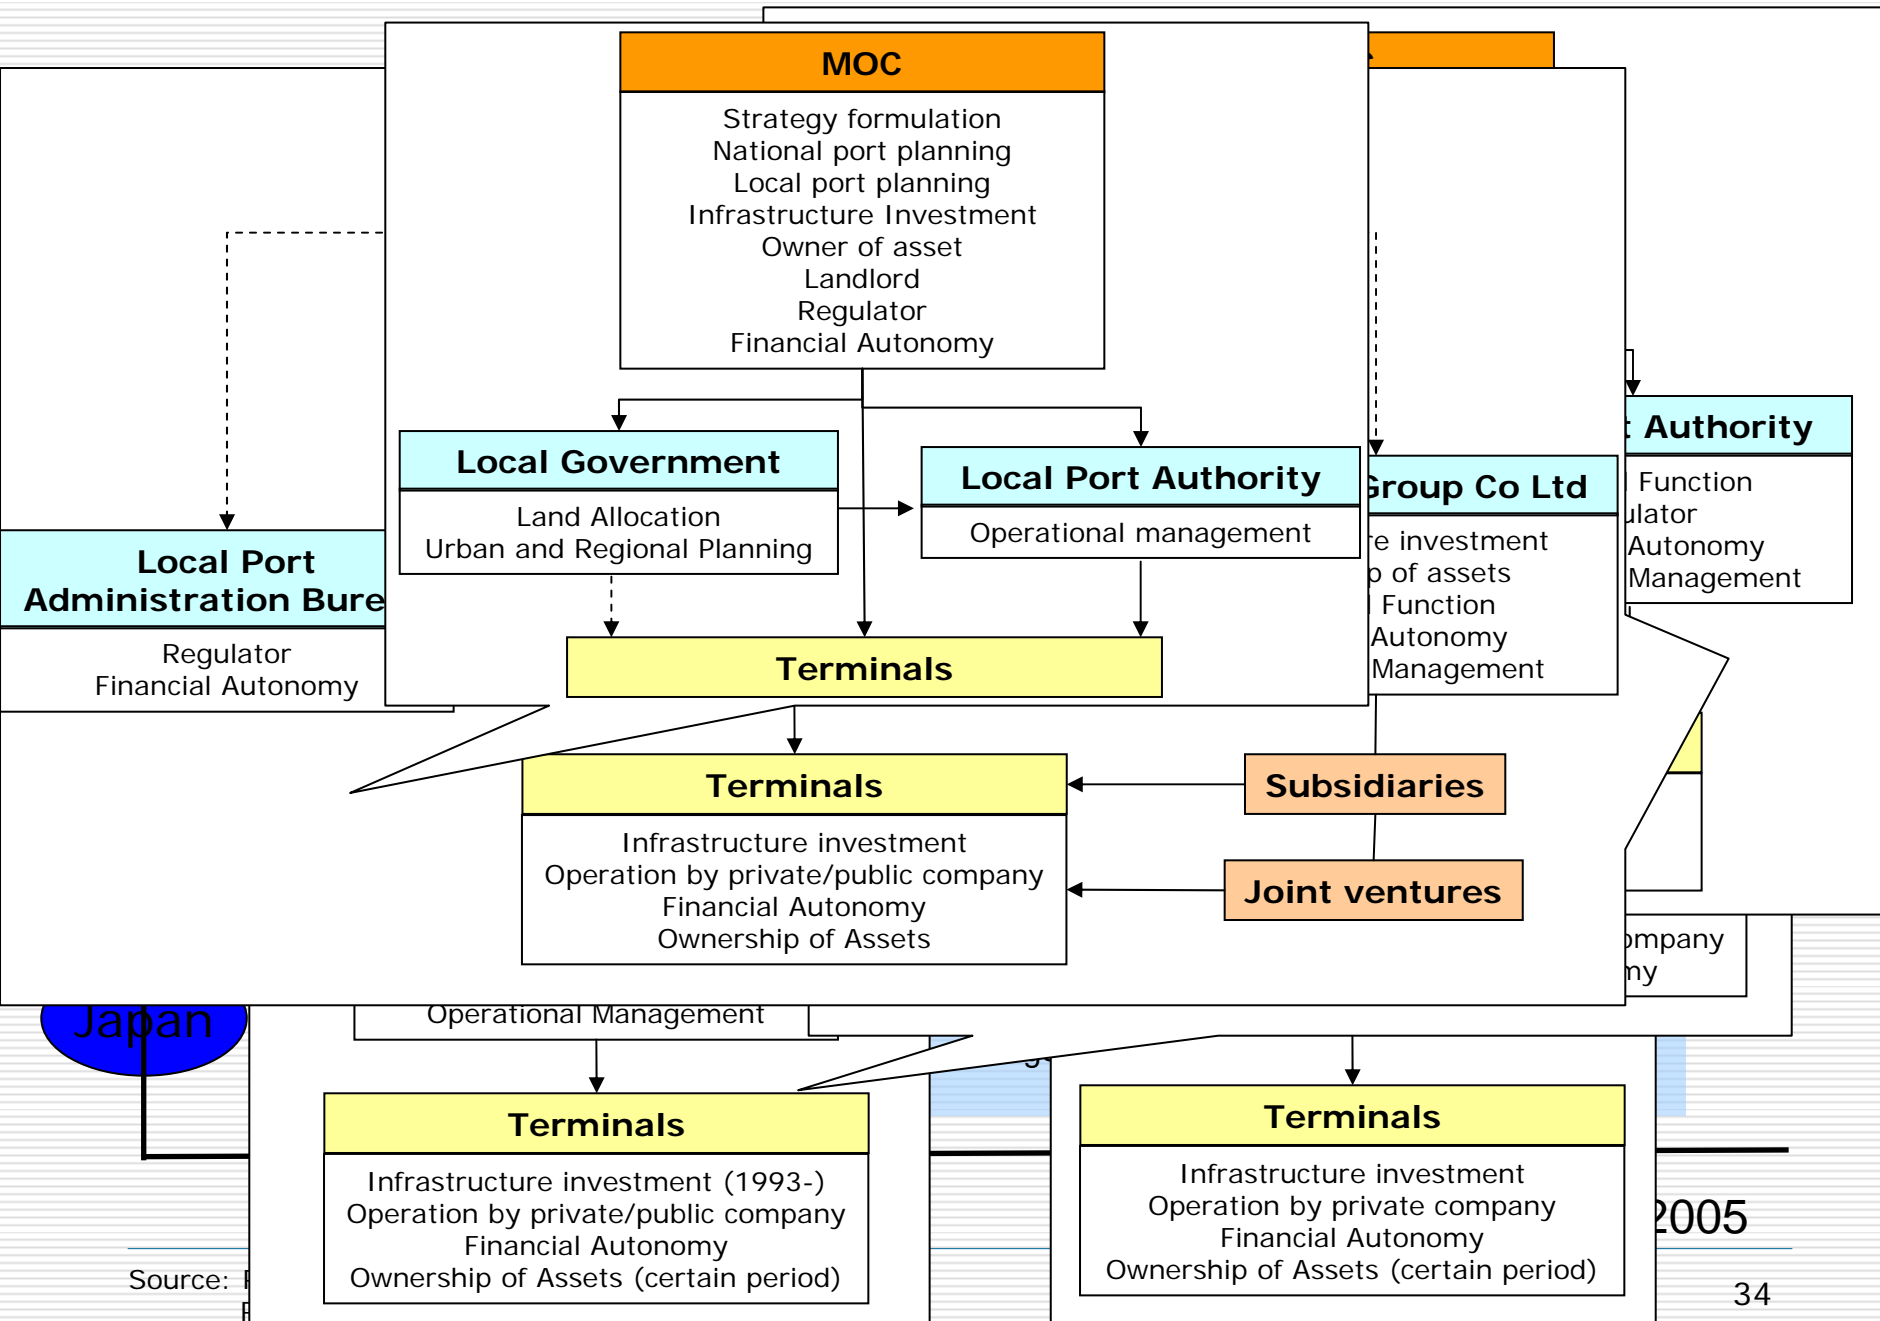 MOC
Strategy formulation
National port planning
Local port planning
Infrastructure Investment
Owner of asset
Landlord
Regulator
Financial Autonomy
Local Government
Land Allocation
Urban and Regional Planning
Local Port Authority
Operational management
Terminals
Local Port
Administration
Regulator
Financial Autonomy
Group Co Ltd
investment
of assets
Function
Autonomy
Management
Authority
Function
Autonomy
Management
Terminals
Infrastructure investment
Operation by private/public company
Financial Autonomy
Ownership of Assets
Subsidiaries
Joint ventures
Japan
Operational Management
Terminals
Infrastructure investment (1993-)
Operation by private/public company
Financial Autonomy
Ownership of Assets (certain period)
Terminals
Infrastructure investment
Operation by private company
Financial Autonomy
Ownership of Assets (certain period)
2005
Source:
34